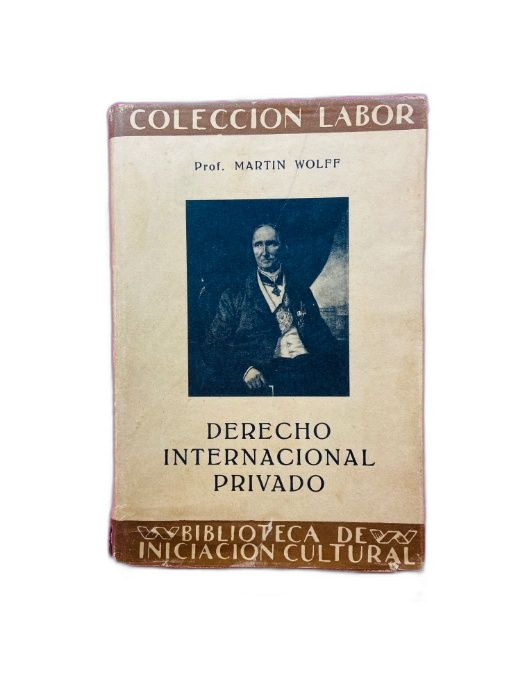 COLECCION LABOR
Prof. MARTIN WOLFF
DERECHO
INTERNACIONAL
PRIVADO
BIBLIOTECA DE
INICIACION CULTURAL